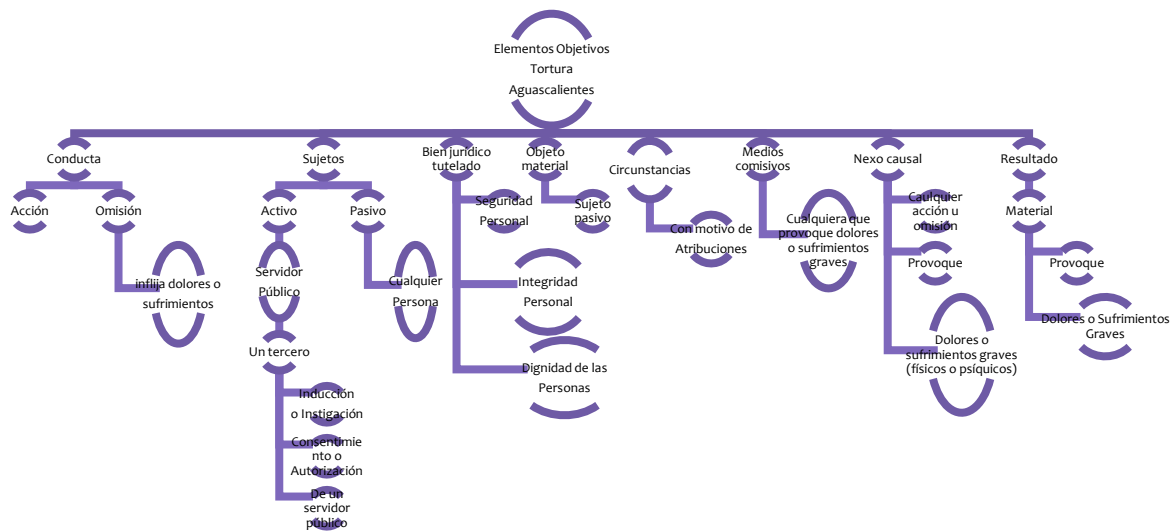 Elementos Objetivos
Tortura
Aguascalientes
Conducta
Acción
Omisión
inflija dolores o
sufrimientos
Sujetos
Activo
Servidor
Público
Un tercero
Inducción
o Instigación
Consentimie
nto o
Autorización
De un
servidor
público
Pasivo
Cualquier
Persona
Bien jurídico
tutelado
Seguridad
Personal
Integridad
Personal
Dignidad de las
Personas
Objeto
material
Sujeto
pasivo
Circunstancias
Con motivo de
Atribuciones
Medios
comisivos
Cualquiera que
provoque dolores
o sufrimientos
graves
Nexo causal
Caulquier
acción u
omisión
Provoque
Dolores o
sufrimientos graves
(físicos o psíquicos)
Resultado
Material
Provoque
Dolores o Sufrimientos
Graves